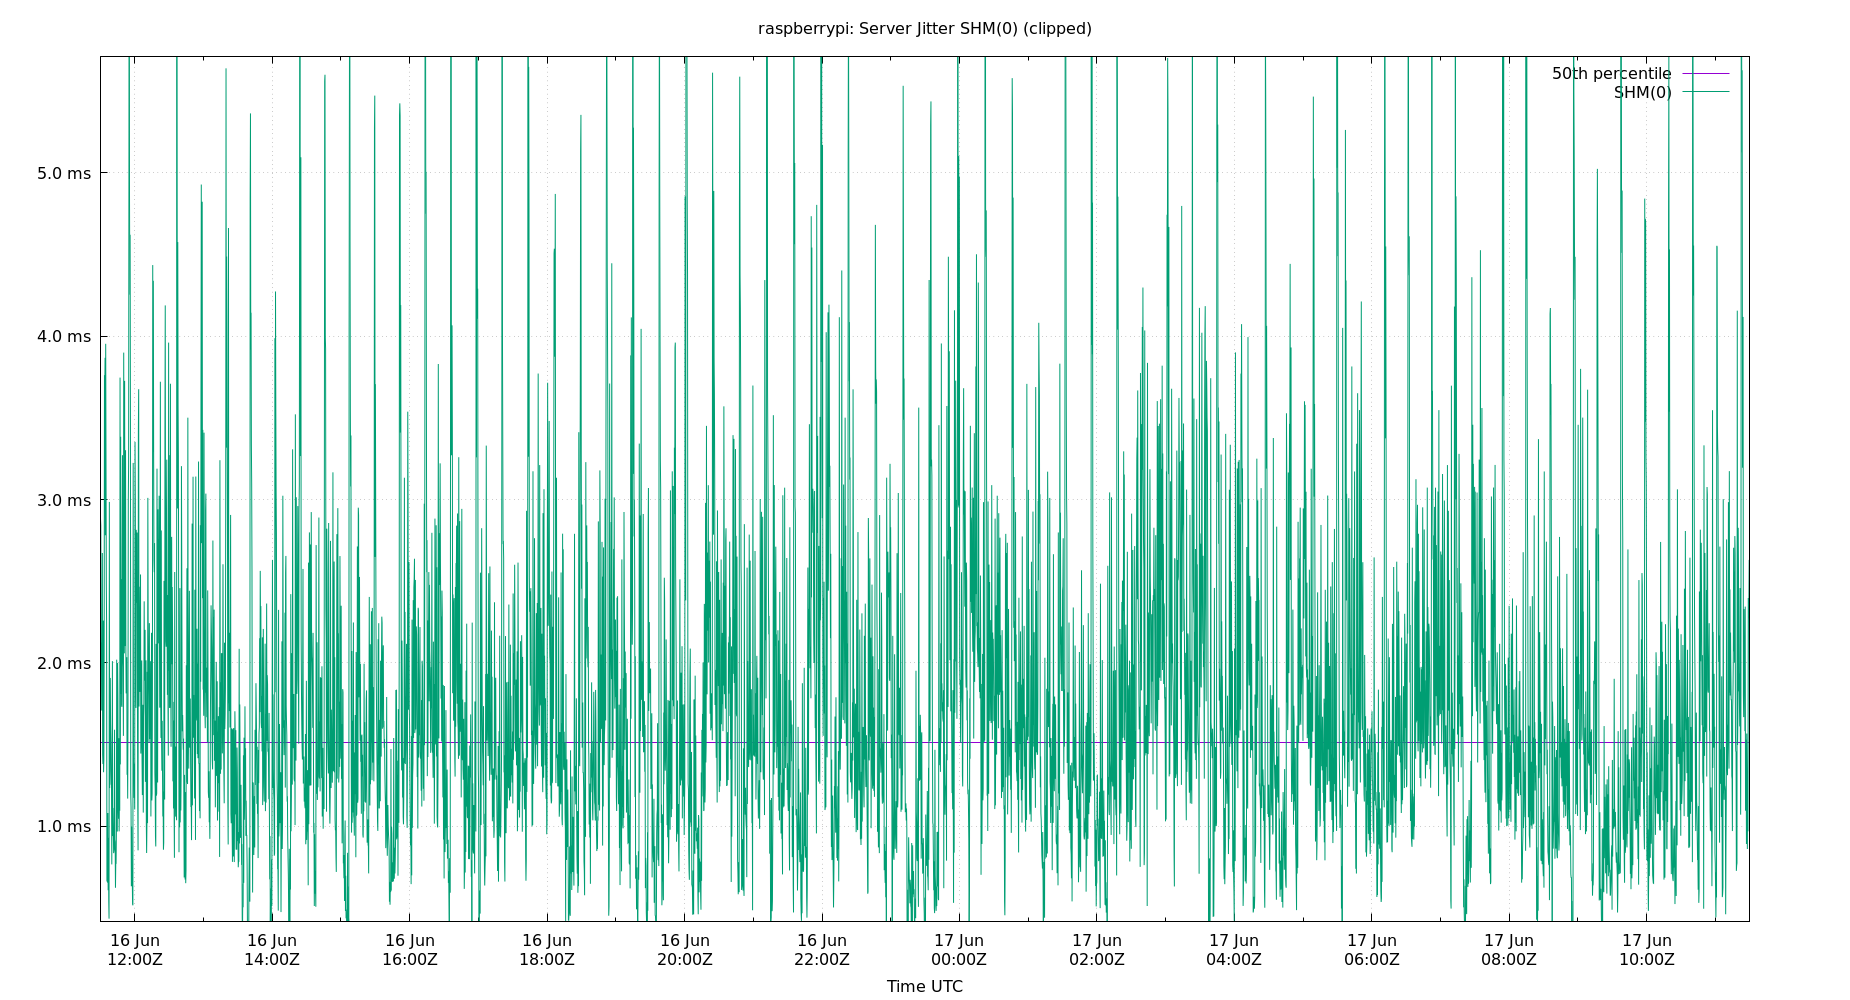 raspberrypi: Server Jitter SHM(0) (clipped)
50th percentile
SHM(0)
5.0 ms
4.0 ms
3.0 ms
2.0 ms
1.0 ms
16 Jun 16 Jun 16 Jun 16 Jun 16 Jun 16 Jun 17 Jun 17 Jun 17 Jun 17 Jun 17 Jun 17 Jun
12:00Z 14:00Z 16:00Z 18:00Z 20:00Z 22:00Z 00:00Z 02:00Z 04:00Z 06:00Z 08:00Z 10:00Z
Time UTC